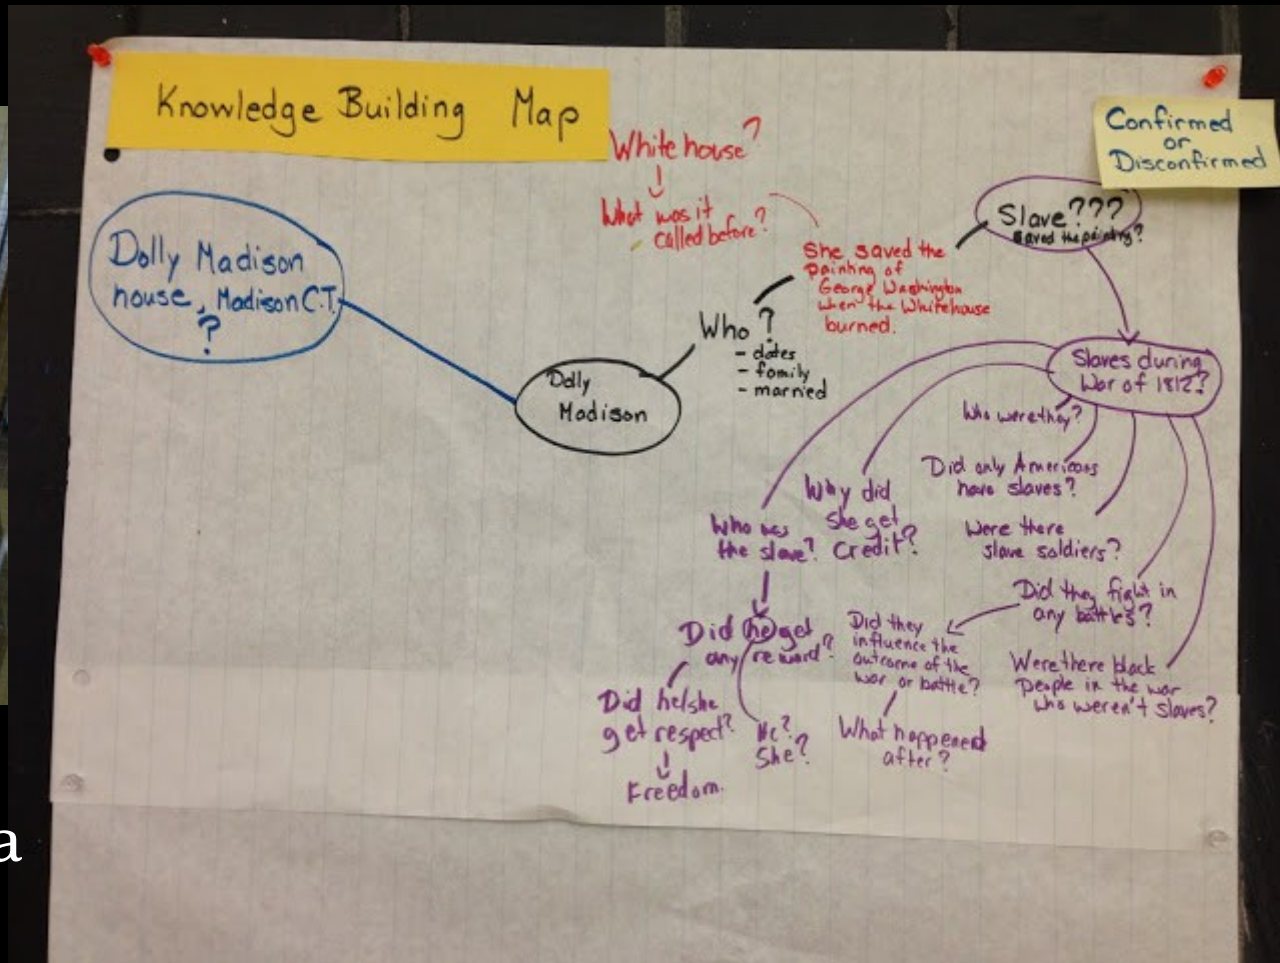 Knowledge Building Map
Confirmed
or
Disconfirmed
White house?
What was it
called before?
Slave???
saved the painting?
Dolly Madison
house, Madison C.T.
?
She saved the
painting of
George Washington
when the Whitehouse
burned.
Who?
- dates
- family
- married
Dolly
Madison
Slaves during
War of 1812?
Who were they?
Did only Americans
have slaves?
Were there
slave soldiers?
Did they fight in
any battles?
Were there black
people in the war
who weren't slaves?
Why did
she get
credit?
Who was
the slave?
Did he get
any reward?
Did he/she
get respect?
Freedom.
He?
She?
Did they
influence the
outcome of the
war or battle?
What happened
after?
a